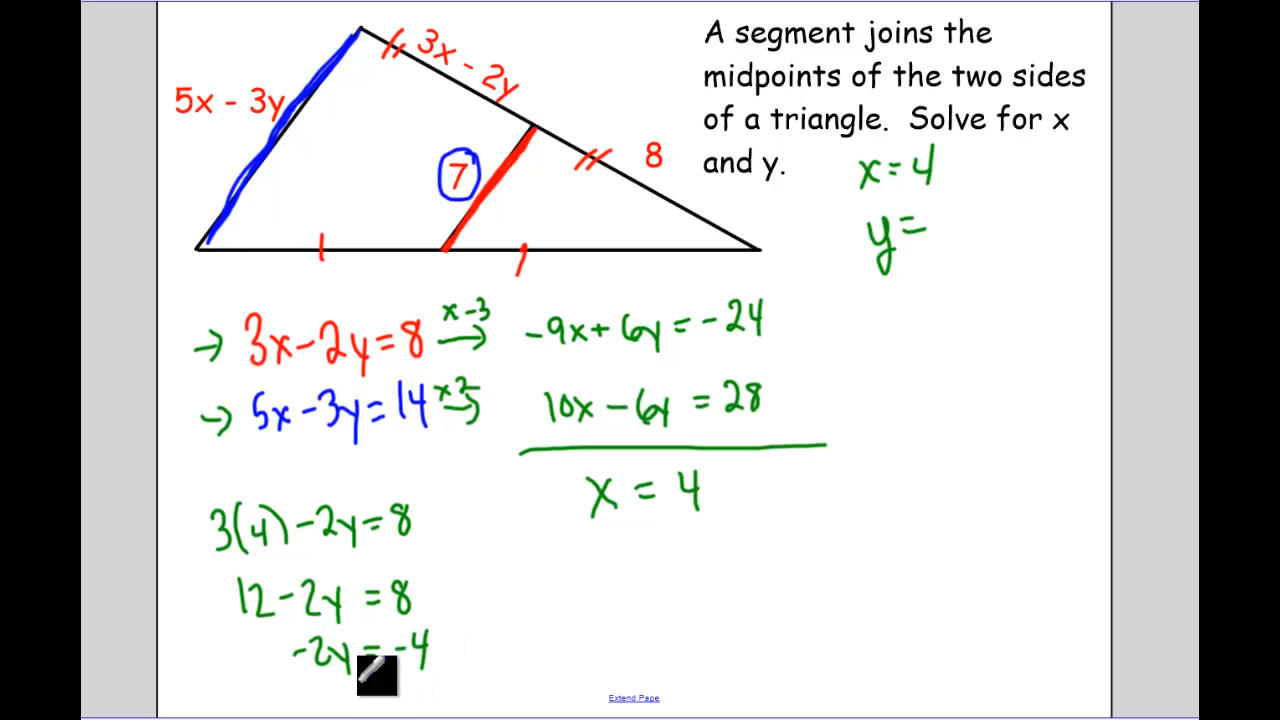 A segment joins the
midpoints of the two sides
of a triangle. Solve for x
and y.
x = 4
y =
5x - 3y
3x - 2y
7
8
→ 3x - 2y = 8 x -3 → -9x + 6y = -24
→ 5x - 3y = 14 x 2 → 10x - 6y = 28
x = 4
3(4) - 2y = 8
12 - 2y = 8
-2y = -4
Extend Page